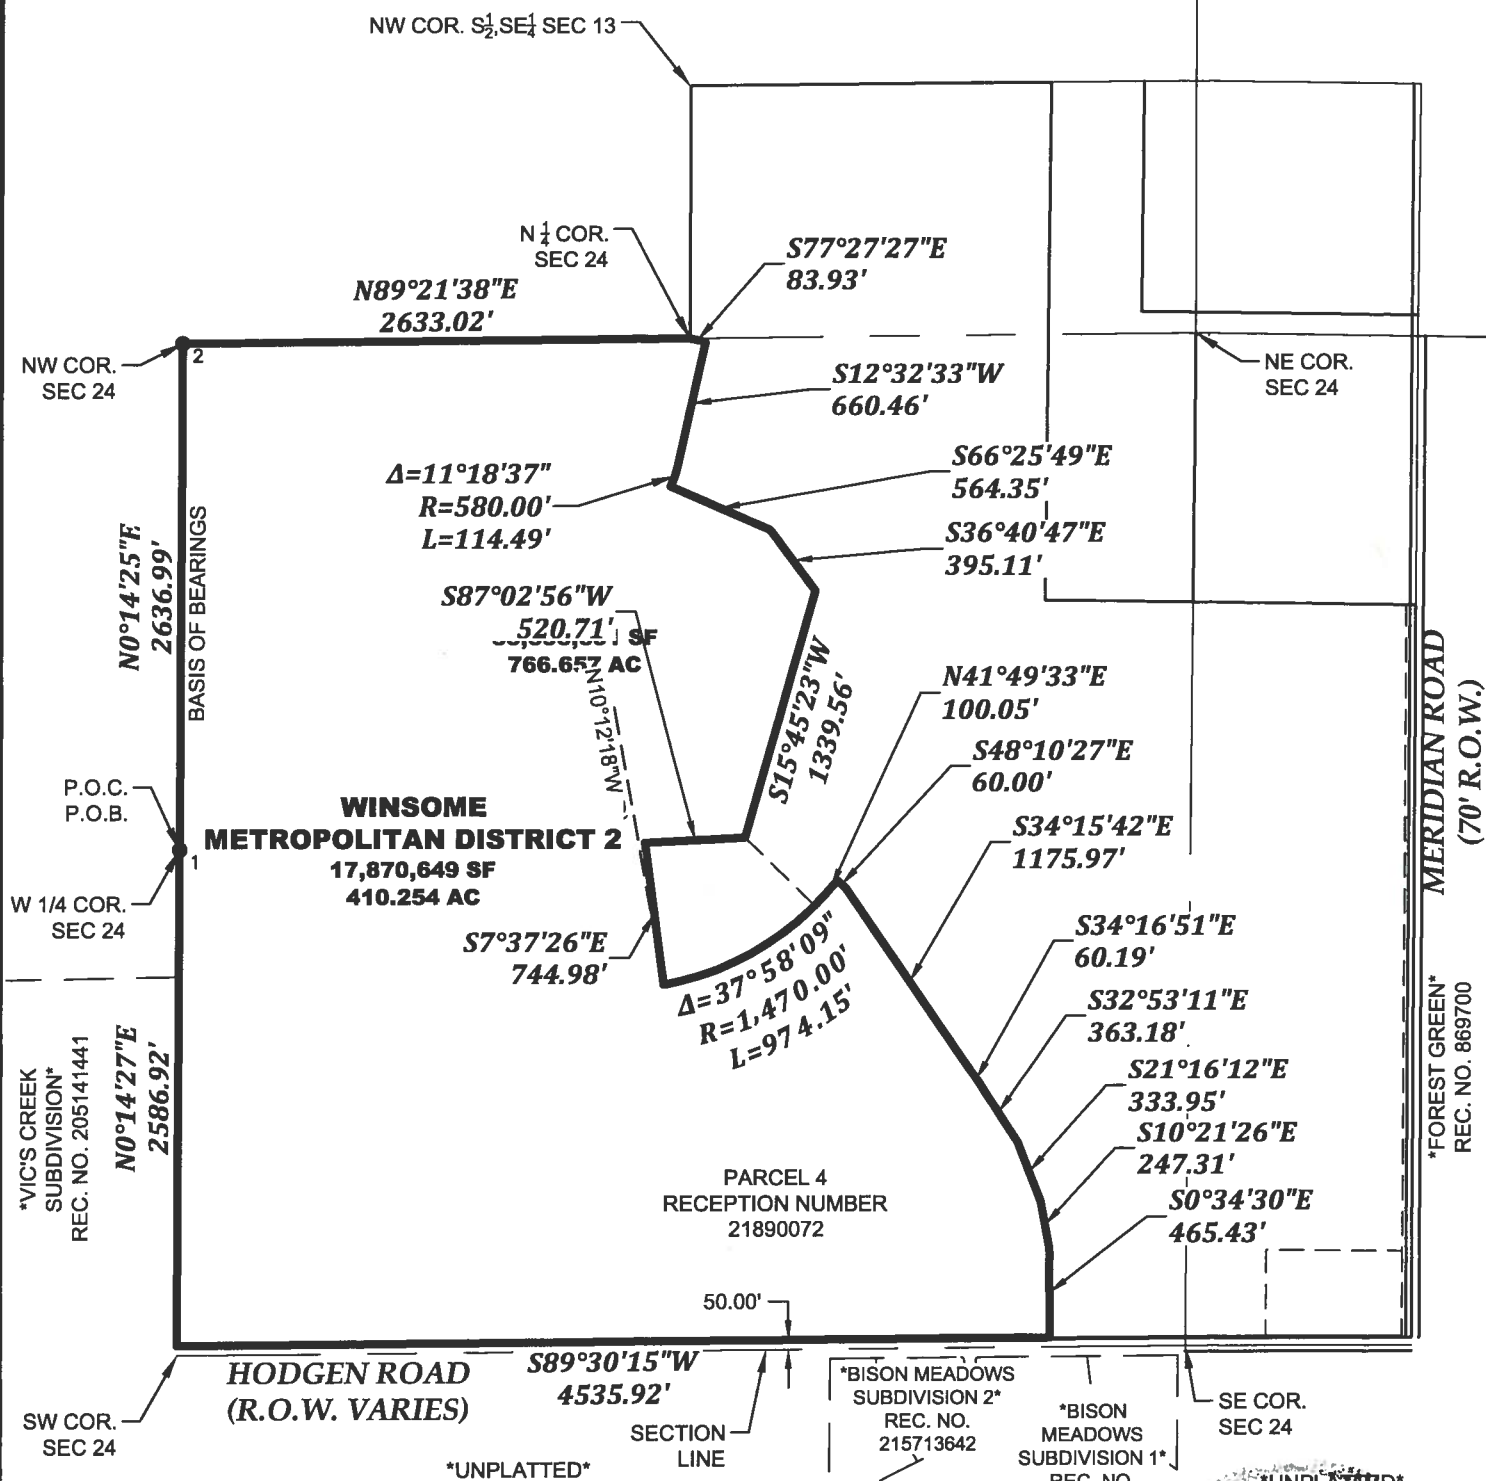 NW COR. S½,SE¼ SEC 13
N ¼ COR.
SEC 24
S77°27'27"E
83.93'
N89°21'38"E
2633.02'
NW COR.
SEC 24
2
NE COR.
SEC 24
S12°32'33"W
660.46'
Δ=11°18'37"
R=580.00'
L=114.49'
S66°25'49"E
564.35'
S36°40'47"E
395.11'
N0°14'25"E
2636.99'
BASIS OF BEARINGS
S87°02'56"W
520.71'
SF
766.657 AC
N10°12'18"W
S15°45'23"W
1339.56'
N41°49'33"E
100.05'
S48°10'27"E
60.00'
MERIDIAN ROAD
(70' R.O.W.)
P.O.C.
P.O.B.
1
WINSOME
METROPOLITAN DISTRICT 2
17,870,649 SF
410.254 AC
S34°15'42"E
1175.97'
W 1/4 COR.
SEC 24
S7°37'26"E
744.98'
Δ=37°58'09"
R=1,470.00'
L=974.15'
S34°16'51"E
60.19'
S32°53'11"E
363.18'
S21°16'12"E
333.95'
S10°21'26"E
247.31'
S0°34'30"E
465.43'
*FOREST GREEN*
REC. NO. 869700
*VIC'S CREEK
SUBDIVISION*
REC. NO. 205141441
N0°14'27"E
2586.92'
PARCEL 4
RECEPTION NUMBER
21890072
50.00'
HODGEN ROAD
(R.O.W. VARIES)
S89°30'15"W
4535.92'
SW COR.
SEC 24
SECTION
LINE
*UNPLATTED*
*BISON MEADOWS
SUBDIVISION 2*
REC. NO.
215713642
*BISON
MEADOWS
SUBDIVISION 1*
REC. NO.
SE COR.
SEC 24